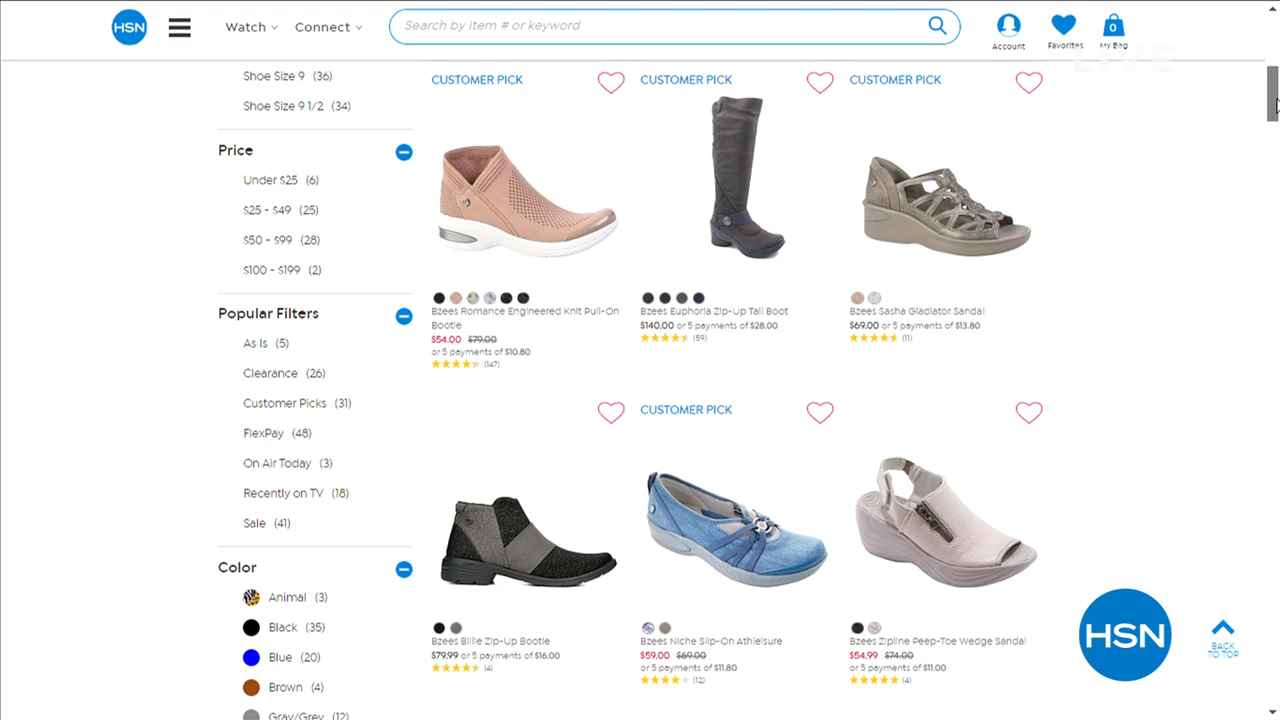 HSN
Watch
Connect
Search by item # or keyword
Account
Favorites
0
My Bag
LIVE
Shoe Size 9 (36)
Shoe Size 9 1/2 (34)
Price
Under $25 (6)
$25 - $49 (25)
$50 - $99 (28)
$100 - $199 (2)
Popular Filters
As Is (5)
Clearance (26)
Customer Picks (31)
FlexPay (48)
On Air Today (3)
Recently on TV (18)
Sale (41)
Color
Animal (3)
Black (35)
Blue (20)
Brown (4)
Gray/Grey (12)
CUSTOMER PICK
Bzees Romance Engineered Knit Pull-On
Bootie
$54.00 $79.00
or 5 payments of $10.80
(147)
CUSTOMER PICK
Bzees Euphoria Zip-Up Tall Boot
$140.00 or 5 payments of $28.00
(59)
CUSTOMER PICK
Bzees Sasha Gladiator Sandal
$69.00 or 5 payments of $13.80
(11)
Bzees Billie Zip-Up Bootie
$79.99 or 5 payments of $16.00
(4)
CUSTOMER PICK
Bzees Niche Slip-On Athleisure
$59.00 $69.00
or 5 payments of $11.80
(12)
Bzees Zipline Peep-Toe Wedge Sandal
$54.99 $74.00
or 5 payments of $11.00
(4)
HSN
BACK
TO TOP